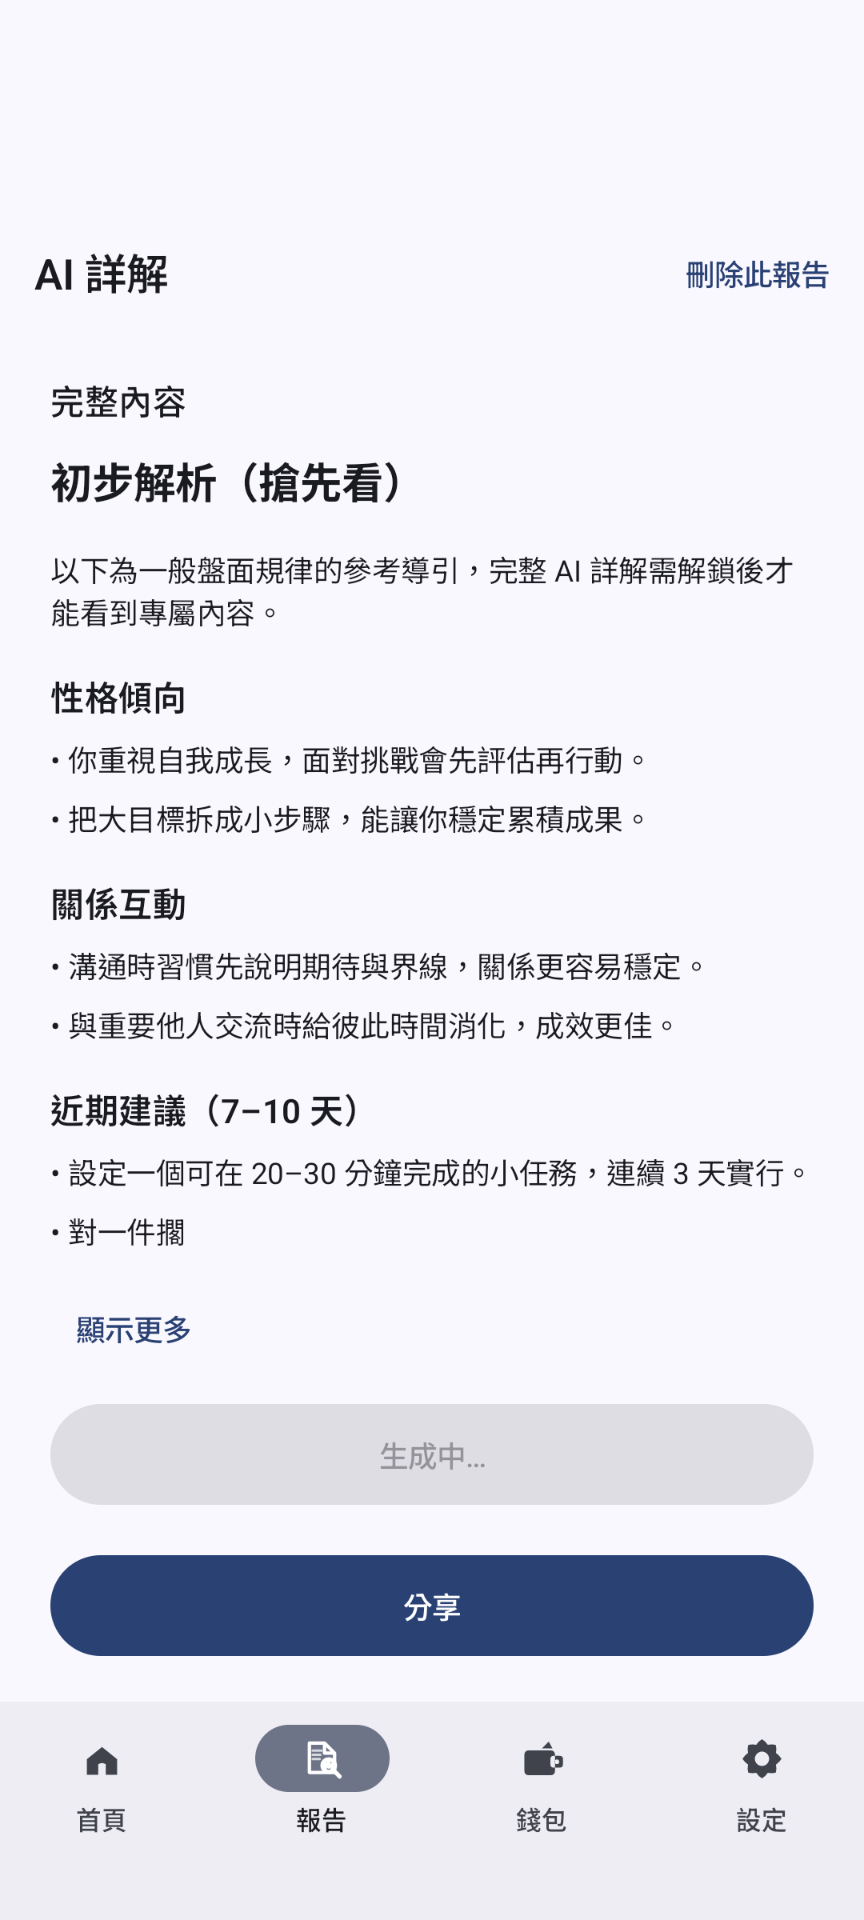 AI 詳解
刪除此報告
完整內容
初步解析（搶先看）
以下為一般盤面規律的參考導引，完整 AI 詳解需解鎖後才
能看到專屬內容。
性格傾向
• 你重視自我成長，面對挑戰會先評估再行動。
• 把大目標拆成小步驟，能讓你穩定累積成果。
關係互動
• 溝通時習慣先說明期待與界線，關係更容易穩定。
• 與重要他人交流時給彼此時間消化，成效更佳。
近期建議（7–10 天）
• 設定一個可在 20–30 分鐘完成的小任務，連續 3 天實行。
• 對一件擱
顯示更多
生成中...
分享
首頁
報告
錢包
設定